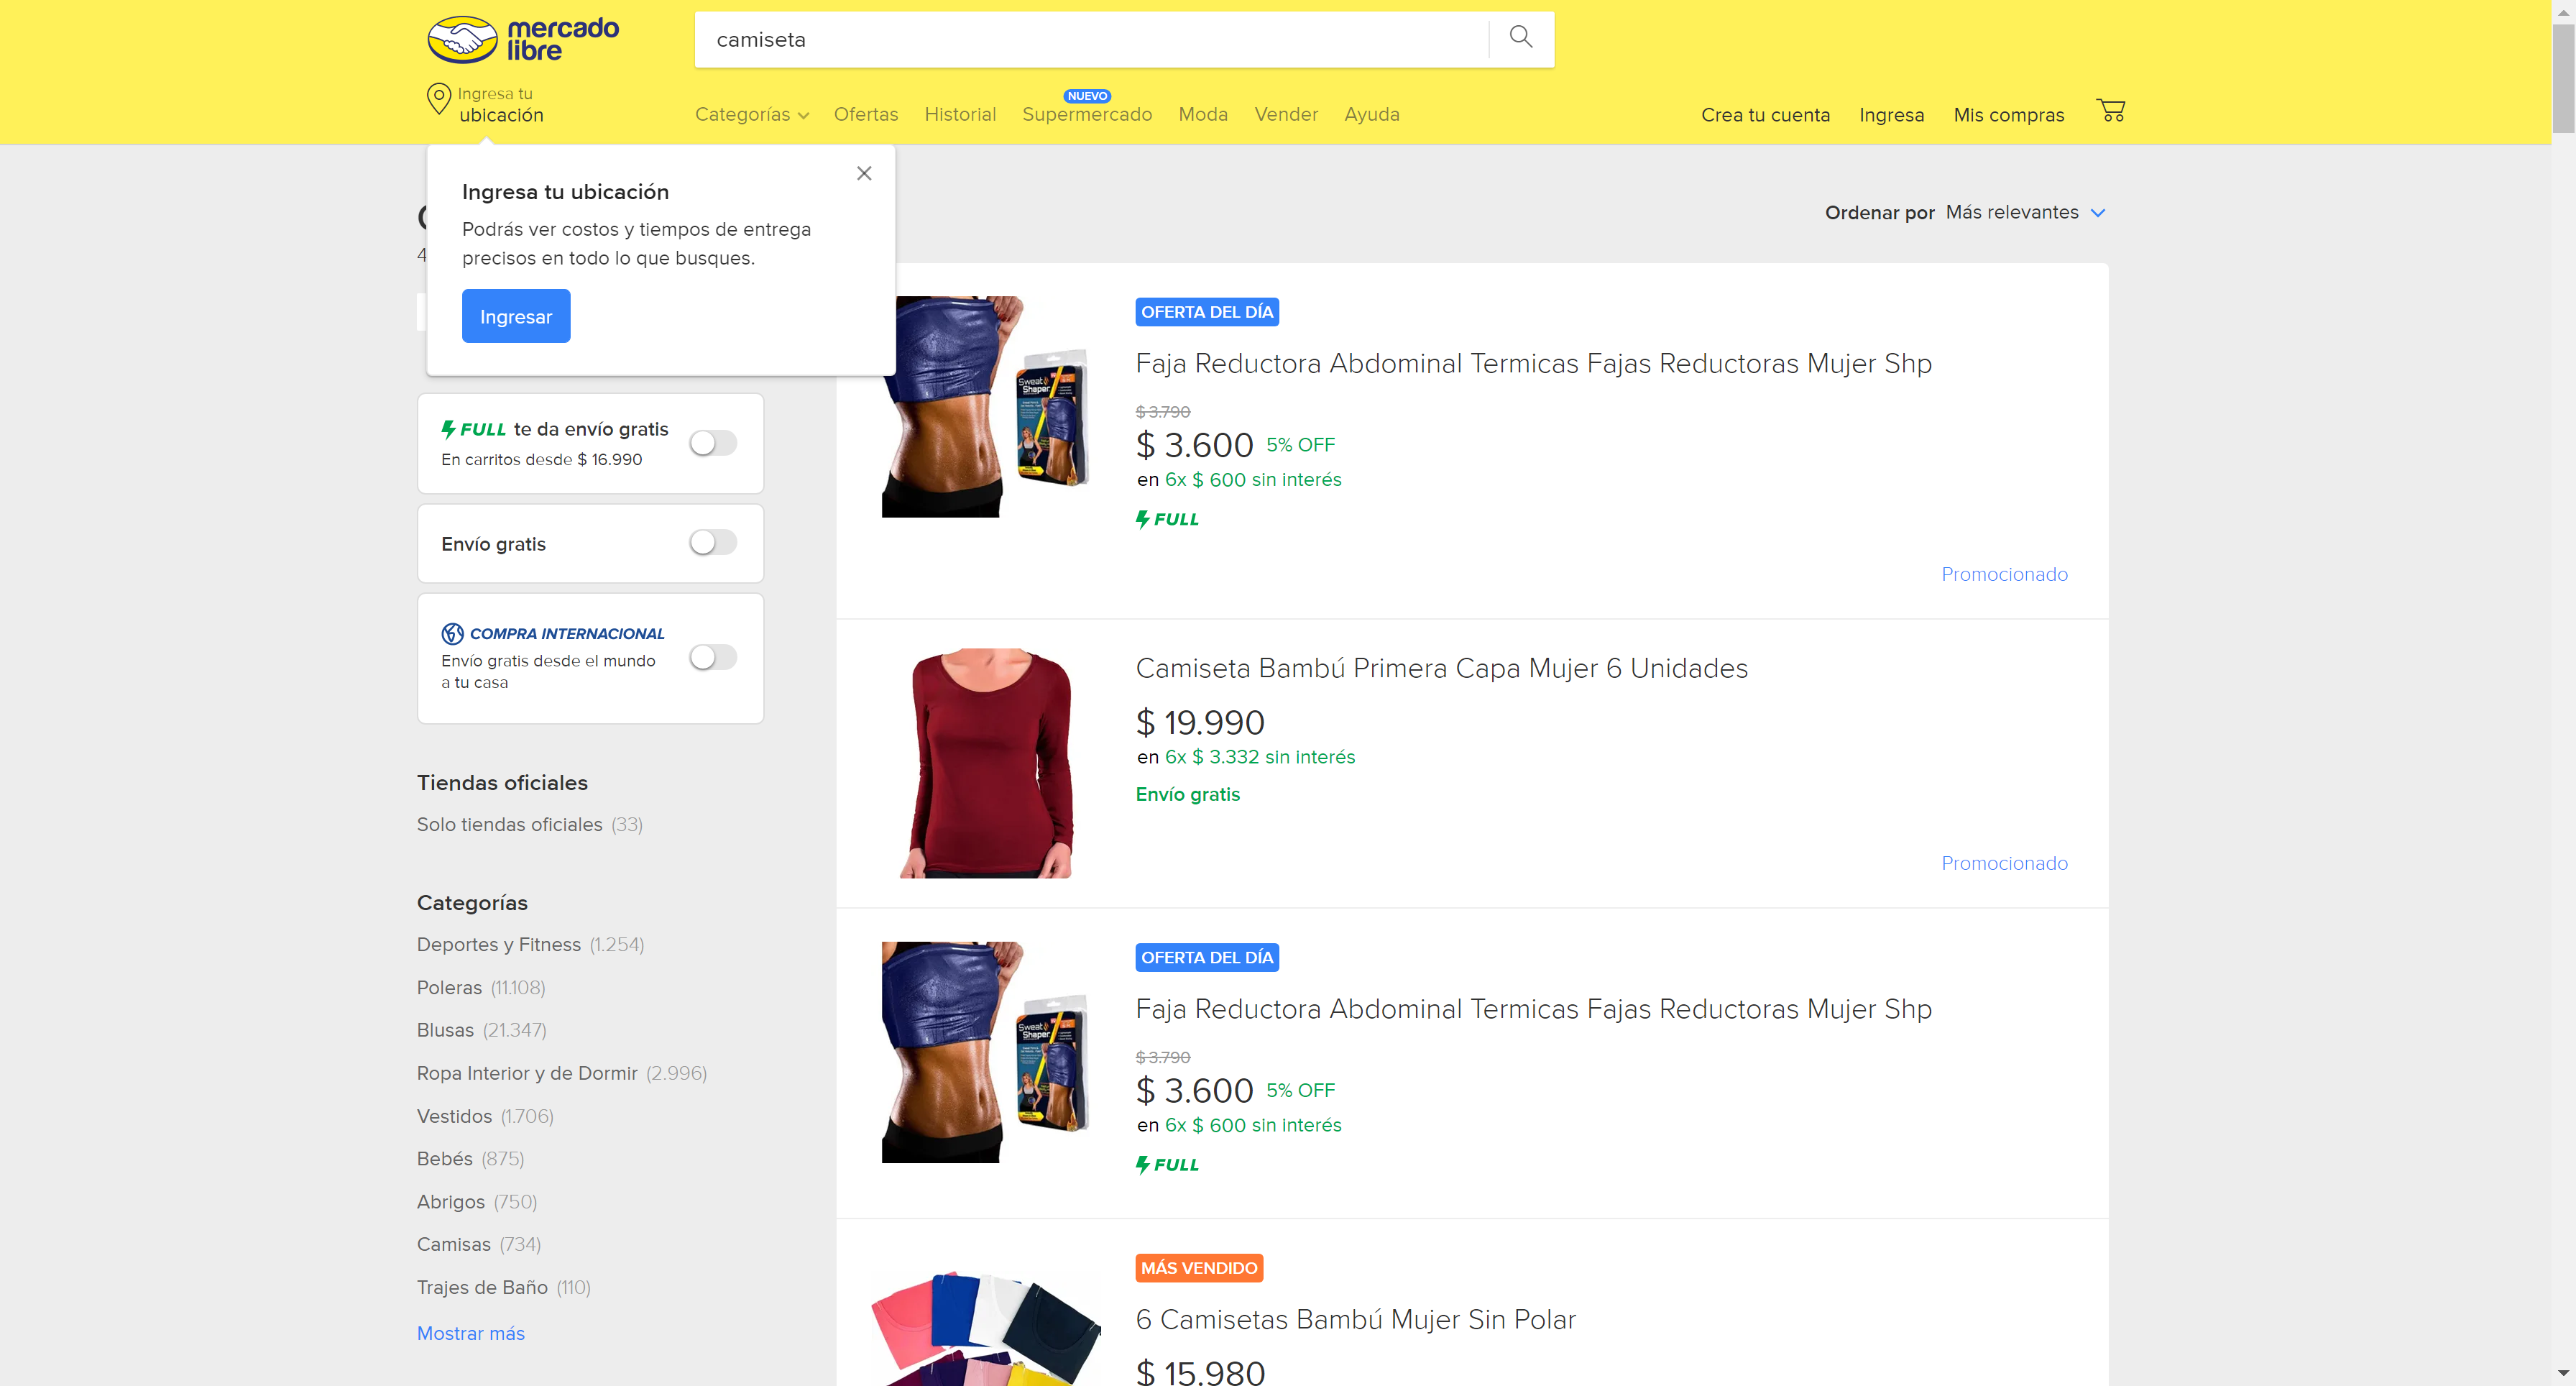 mercado
libre
camiseta
Ingresa tu
ubicación
Categorías
Ofertas
Historial
NUEVO
Supermercado
Moda
Vender
Ayuda
Crea tu cuenta
Ingresa
Mis compras
Ingresa tu ubicación
Podrás ver costos y tiempos de entrega
precisos en todo lo que busques.
Ingresar
Ordenar por Más relevantes
FULL te da envío gratis
En carritos desde $ 16.990
Envío gratis
COMPRA INTERNACIONAL
Envío gratis desde el mundo
a tu casa
Tiendas oficiales
Solo tiendas oficiales (33)
Categorías
Deportes y Fitness (1.254)
Poleras (11.108)
Blusas (21.347)
Ropa Interior y de Dormir (2.996)
Vestidos (1.706)
Bebés (875)
Abrigos (750)
Camisas (734)
Trajes de Baño (110)
Mostrar más
Sweat
Shaper
OFERTA DEL DÍA
Faja Reductora Abdominal Termicas Fajas Reductoras Mujer Shp
$ 3.790
$ 3.600 5% OFF
en 6x $ 600 sin interés
FULL
Promocionado
Camiseta Bambú Primera Capa Mujer 6 Unidades
$ 19.990
en 6x $ 3.332 sin interés
Envío gratis
Promocionado
Sweat
Shaper
OFERTA DEL DÍA
Faja Reductora Abdominal Termicas Fajas Reductoras Mujer Shp
$ 3.790
$ 3.600 5% OFF
en 6x $ 600 sin interés
FULL
MÁS VENDIDO
6 Camisetas Bambú Mujer Sin Polar
$ 15.980